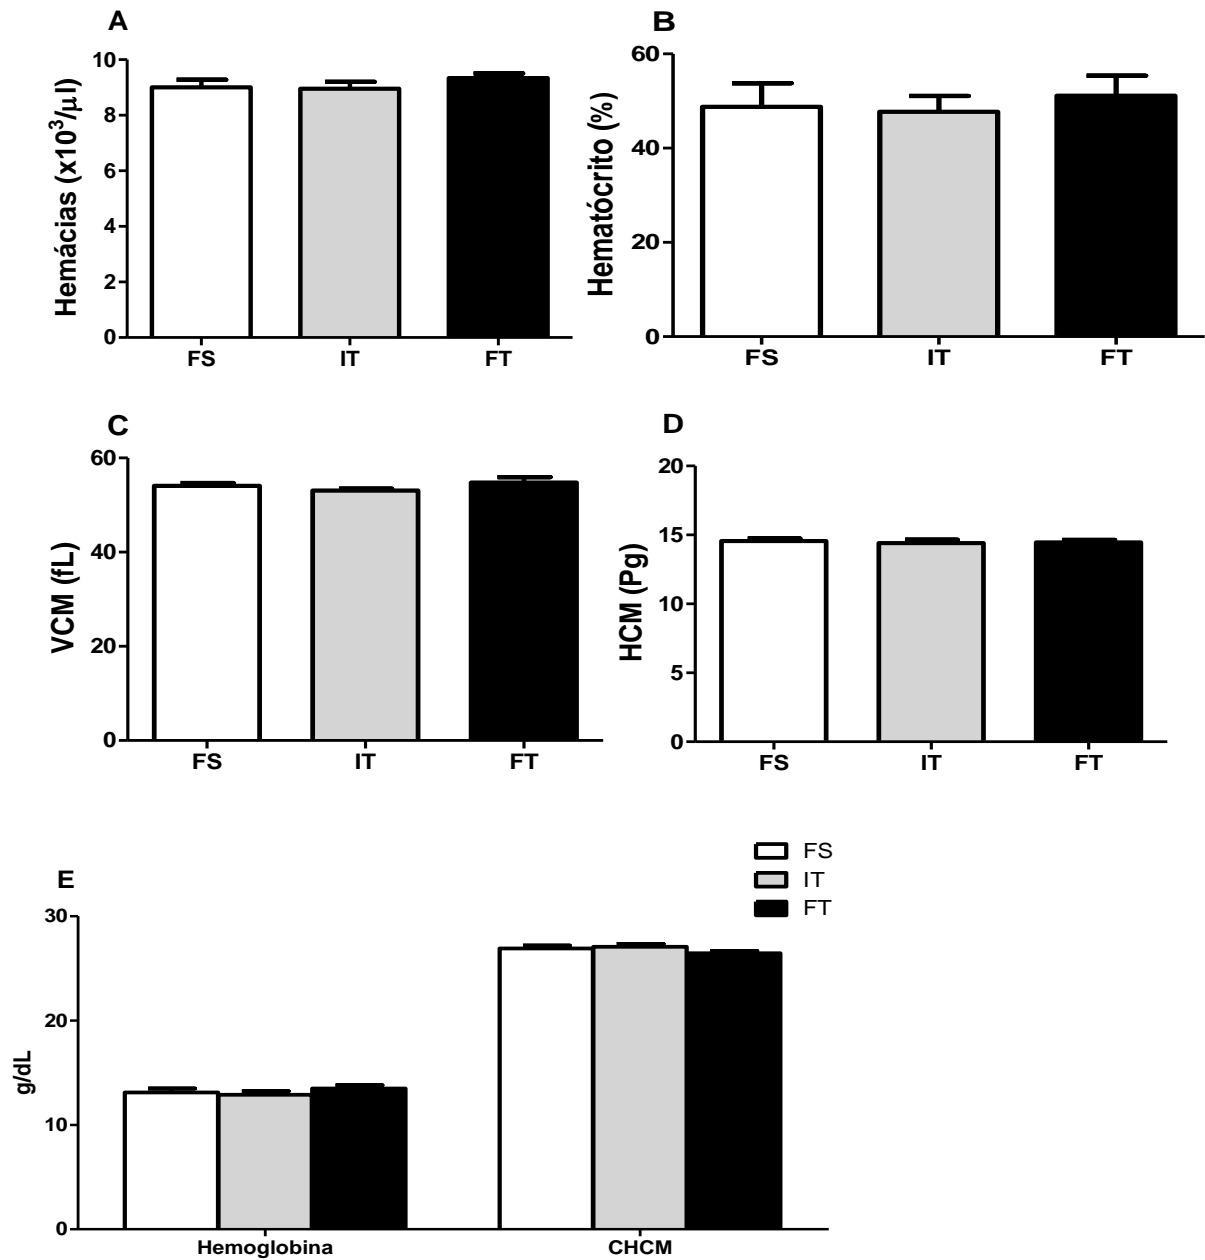 A
Hemácias (x10³/μl)
10
8
6
4
2
0
FS IT FT
B
Hematócrito (%)
60
40
20
0
FS IT FT
C
VCM (fL)
60
40
20
0
FS IT FT
D
HCM (Pg)
20
15
10
5
0
FS IT FT
FS
IT
FT
E
g/dL
30
20
10
0
Hemoglobina CHCM